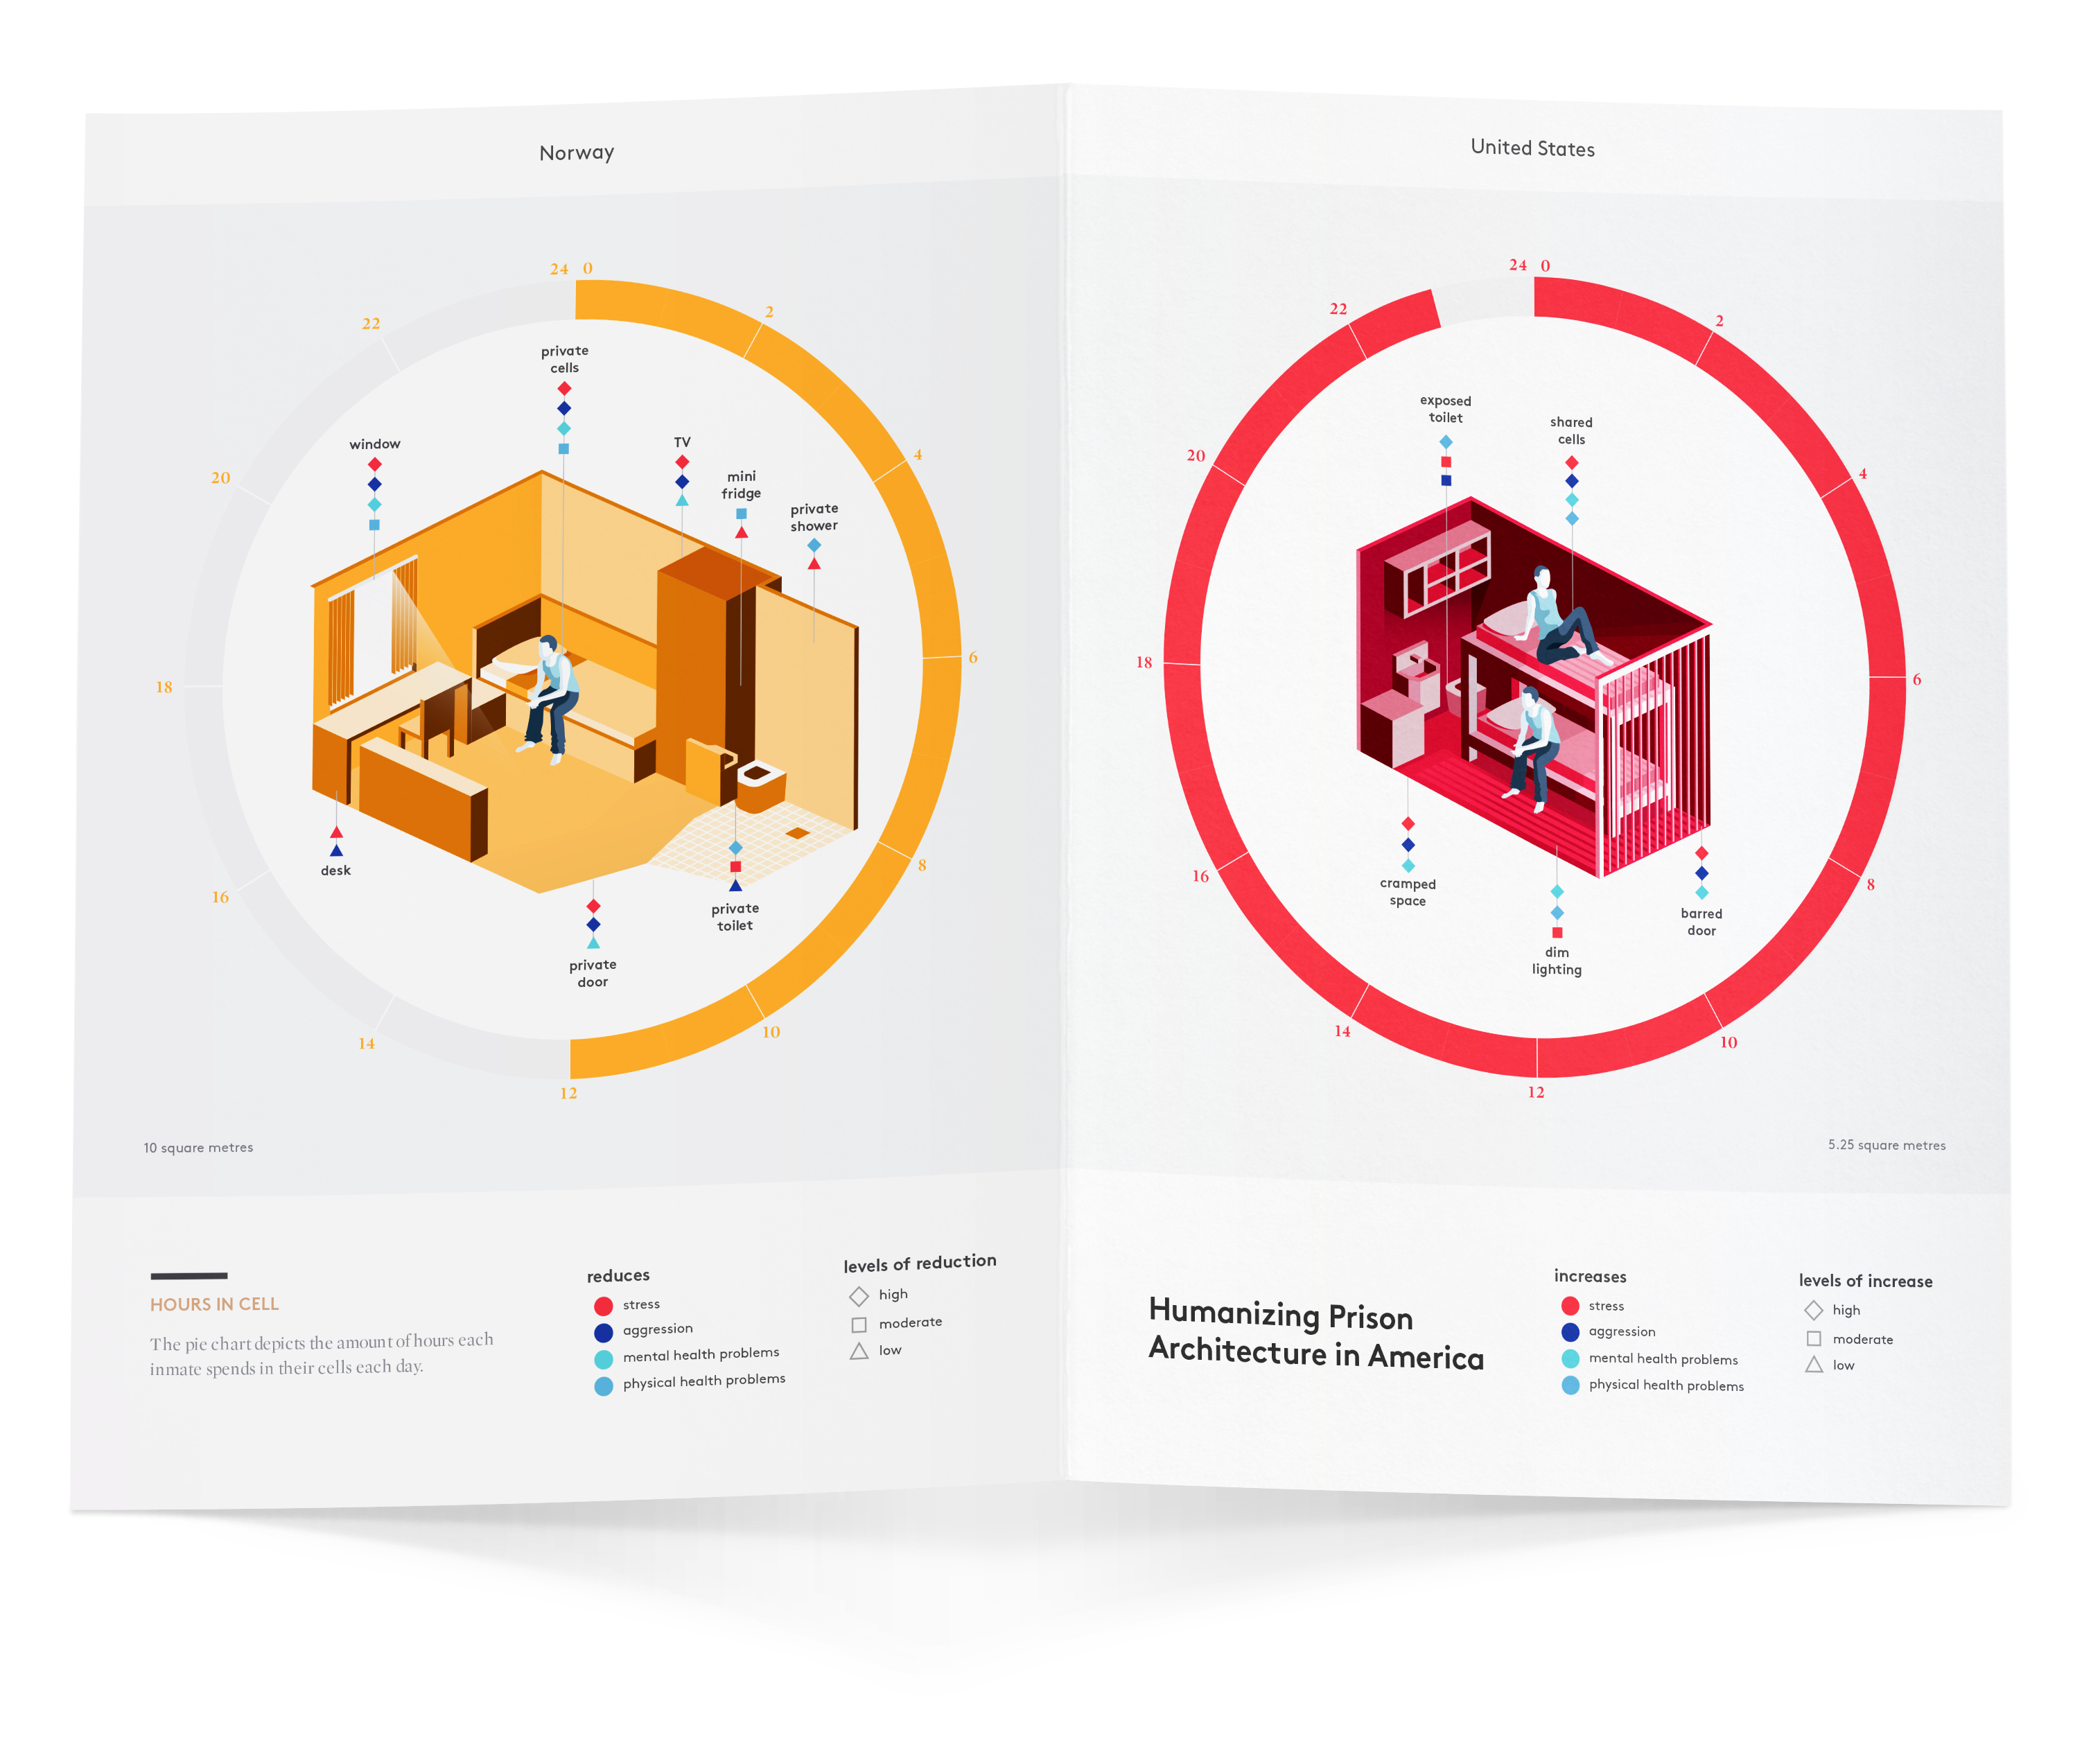 Norway
24 0
2
4
6
8
10
12
14
16
18
20
22
private
cells
window
TV
mini
fridge
private
shower
desk
private
toilet
private
door
10 square metres
HOURS IN CELL
The pie chart depicts the amount of hours each
inmate spends in their cells each day.
reduces
stress
aggression
mental health problems
physical health problems
levels of reduction
high
moderate
low
United States
24 0
2
4
6
8
10
12
14
16
18
20
22
exposed
toilet
shared
cells
cramped
space
dim
lighting
barred
door
5.25 square metres
Humanizing Prison
Architecture in America
increases
stress
aggression
mental health problems
physical health problems
levels of increase
high
moderate
low